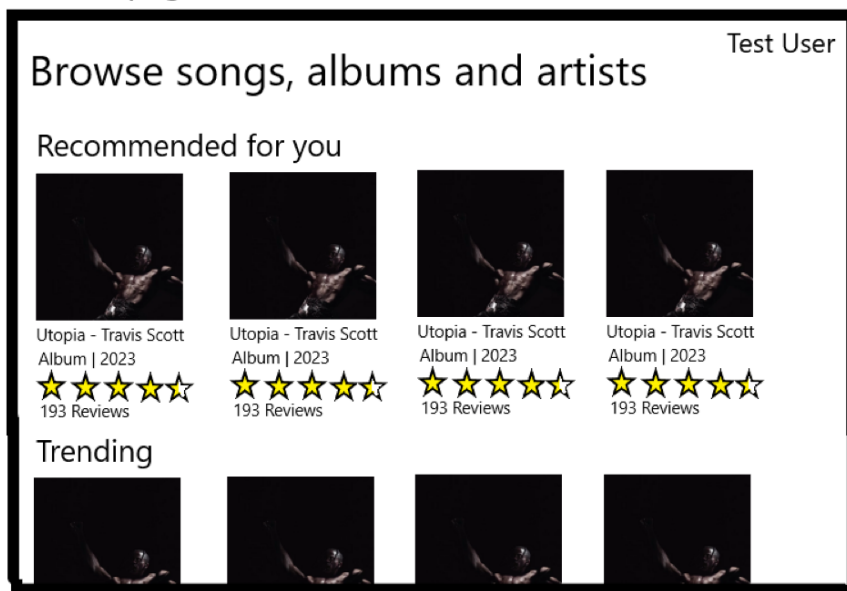 Test User
Browse songs, albums and artists
Recommended for you
Utopia - Travis Scott
Album | 2023
193 Reviews
Utopia - Travis Scott
Album | 2023
193 Reviews
Utopia - Travis Scott
Album | 2023
193 Reviews
Utopia - Travis Scott
Album | 2023
193 Reviews
Trending